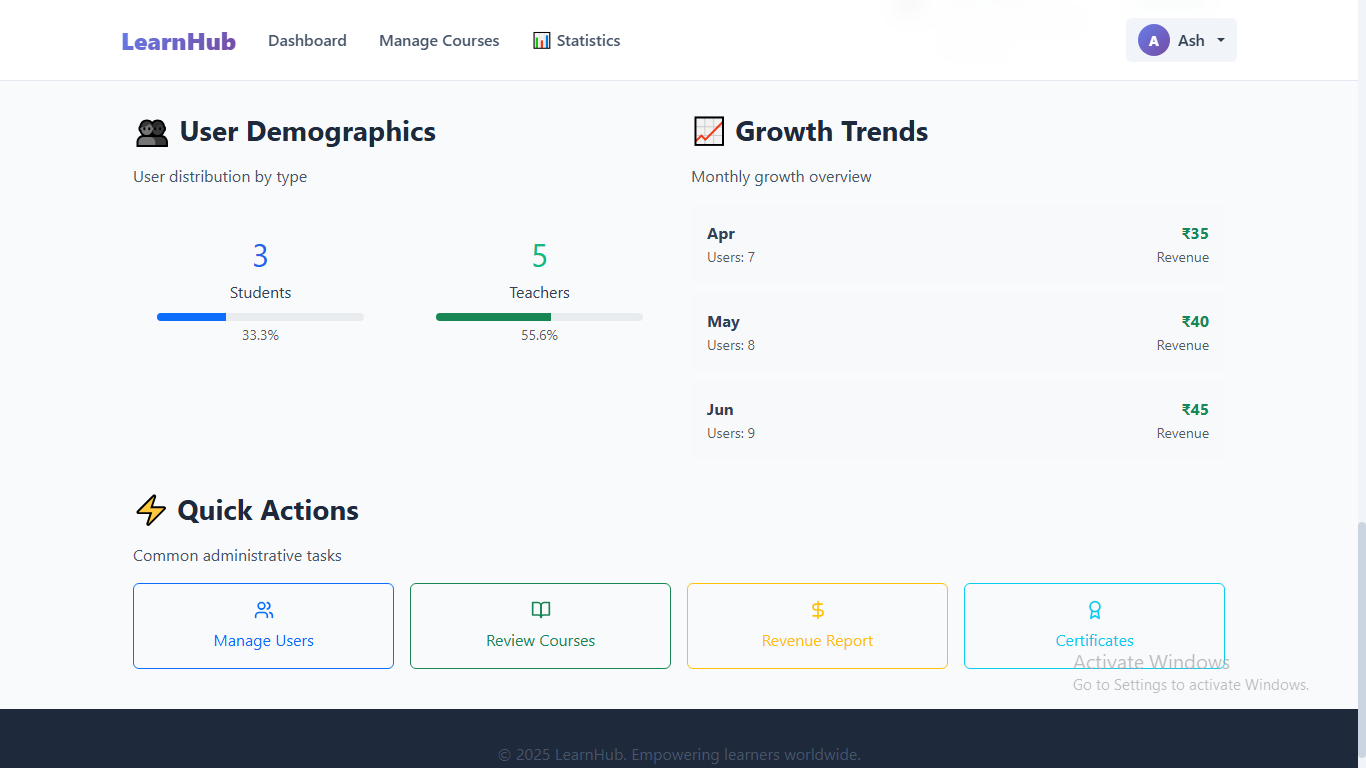 LearnHub Dashboard Manage Courses Statistics A Ash
User Demographics
User distribution by type
3
Students
33.3%
5
Teachers
55.6%
Growth Trends
Monthly growth overview
Apr ₹35
Users: 7 Revenue
May ₹40
Users: 8 Revenue
Jun ₹45
Users: 9 Revenue
Quick Actions
Common administrative tasks
Manage Users
Review Courses
$
Revenue Report
Certificates
Activate Windows
Go to Settings to activate Windows.
© 2025 LearnHub. Empowering learners worldwide.